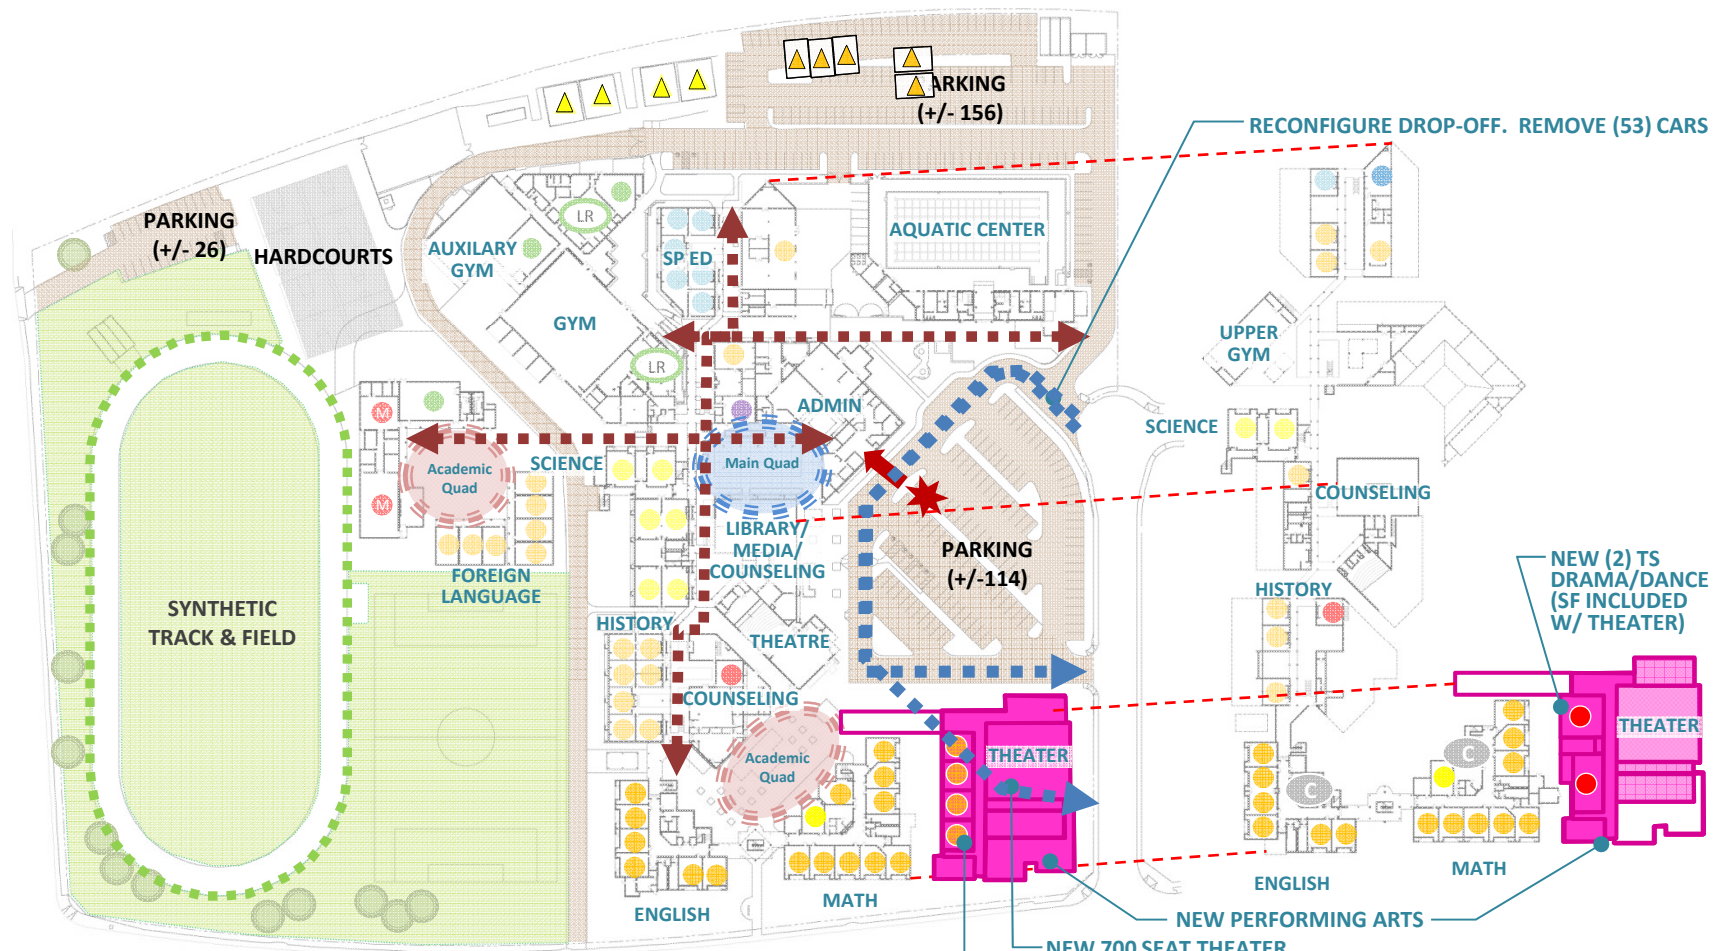 ARKING
(+/- 156)
RECONFIGURE DROP-OFF.  REMOVE (53) CARS
PARKING
(+/- 26)
HARDCOURTS
AUXILARY
GYM
LR
SP ED
AQUATIC CENTER
GYM
LR
UPPER
GYM
ADMIN
M
Academic
Quad
SCIENCE
Main Quad
SCIENCE
M
COUNSELING
LIBRARY/
MEDIA/
COUNSELING
PARKING
(+/-114)
FOREIGN
LANGUAGE
NEW (2) TS
DRAMA/DANCE
(SF INCLUDED
W/ THEATER)
SYNTHETIC
TRACK & FIELD
HISTORY
THEATRE
HISTORY
COUNSELING
Academic
Quad
THEATER
THEATER
C
C
ENGLISH
MATH
ENGLISH
MATH
NEW PERFORMING ARTS
NEW 700 SEAT THEATER